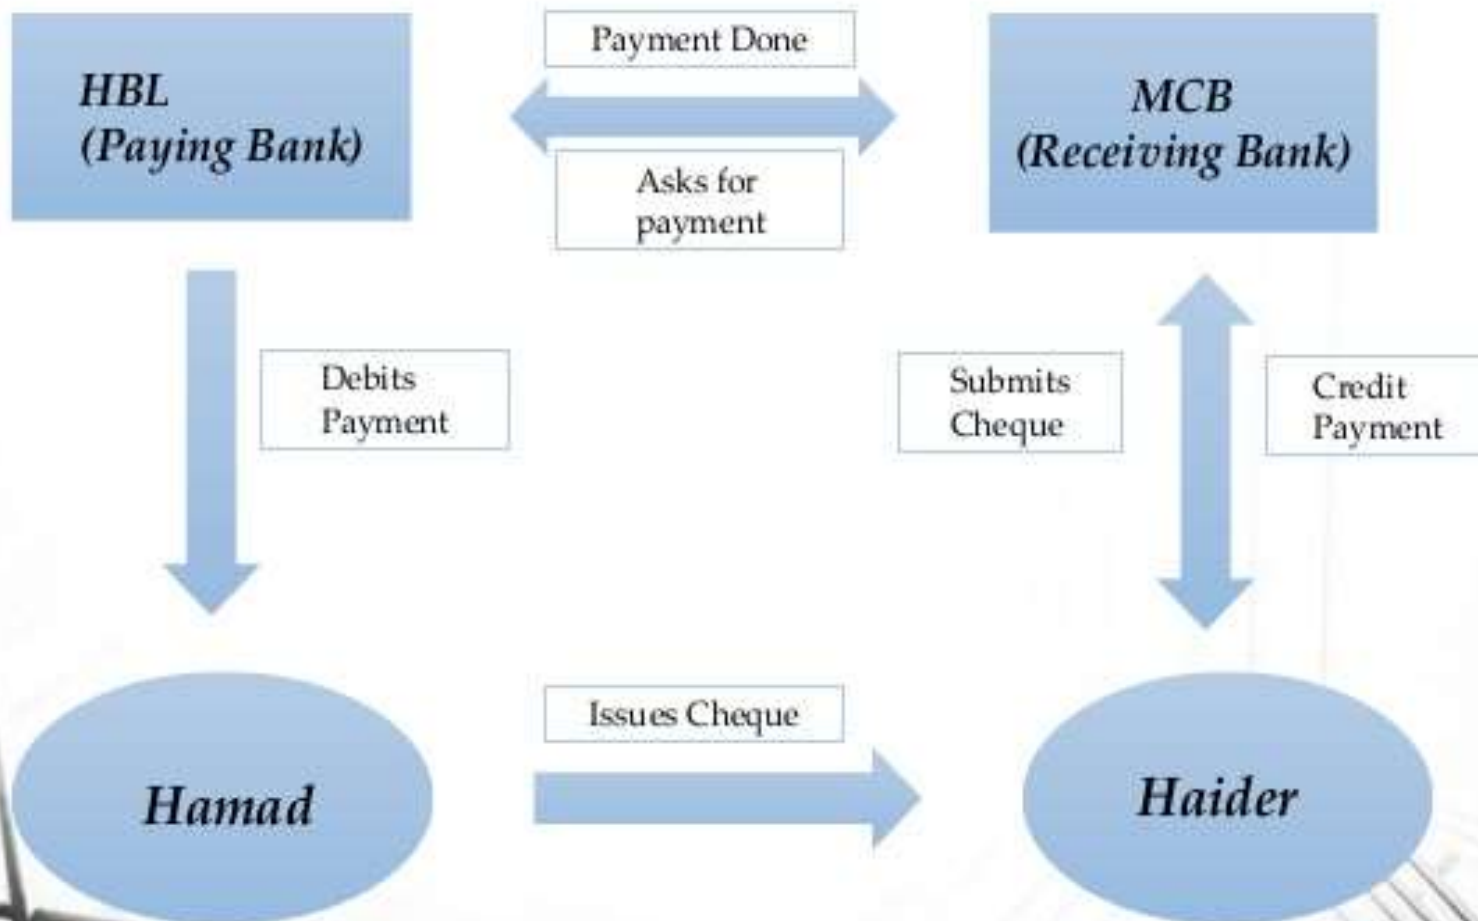 HBL
(Paying Bank)
Payment Done
Asks for
payment
MCB
(Receiving Bank)
Debits
Payment
Submits
Cheque
Credit
Payment
Issues Cheque
Hamad
Haider